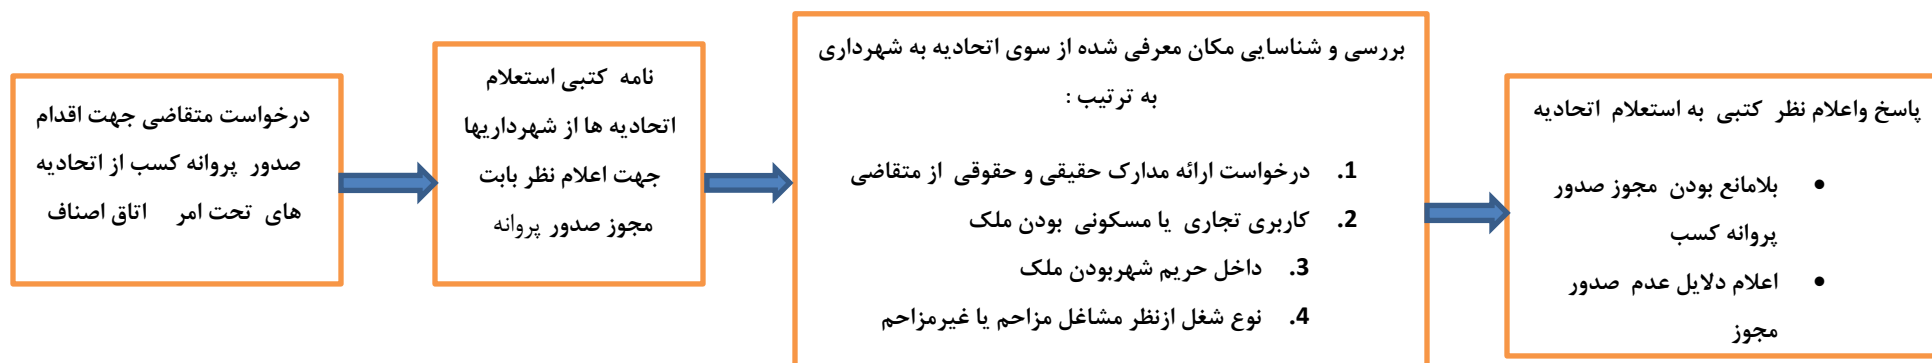 درخواست متقاضی جهت اقدام
صدور پروانه کسب از اتحادیه
های تحت امر اتاق اصناف
نامه کتبی استعلام
اتحادیه ها از شهرداریها
جهت اعلام نظر بابت
مجوز صدور پروانه
بررسی و شناسایی مکان معرفی شده از سوی اتحادیه به شهرداری
به ترتیب :
1. درخواست ارائه مدارک حقیقی و حقوقی از متقاضی
2. کاربری تجاری یا مسکونی بودن ملک
3. داخل حریم شهربودن ملک
4. نوع شغل ازنظر مشاغل مزاحم یا غیرمزاحم
پاسخ واعلام نظر کتبی به استعلام اتحادیه
• بلامانع بودن مجوز صدور
پروانه کسب
• اعلام دلایل عدم صدور
مجوز